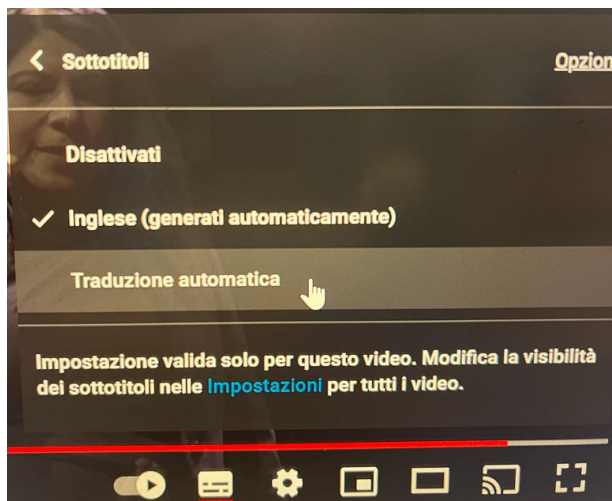 Sottotitoli
Opzion
Disattivati
Inglese (generati automaticamente)
Traduzione automatica
Impostazione valida solo per questo video. Modifica la visibilità
dei sottotitoli nelle Impostazioni per tutti i video.